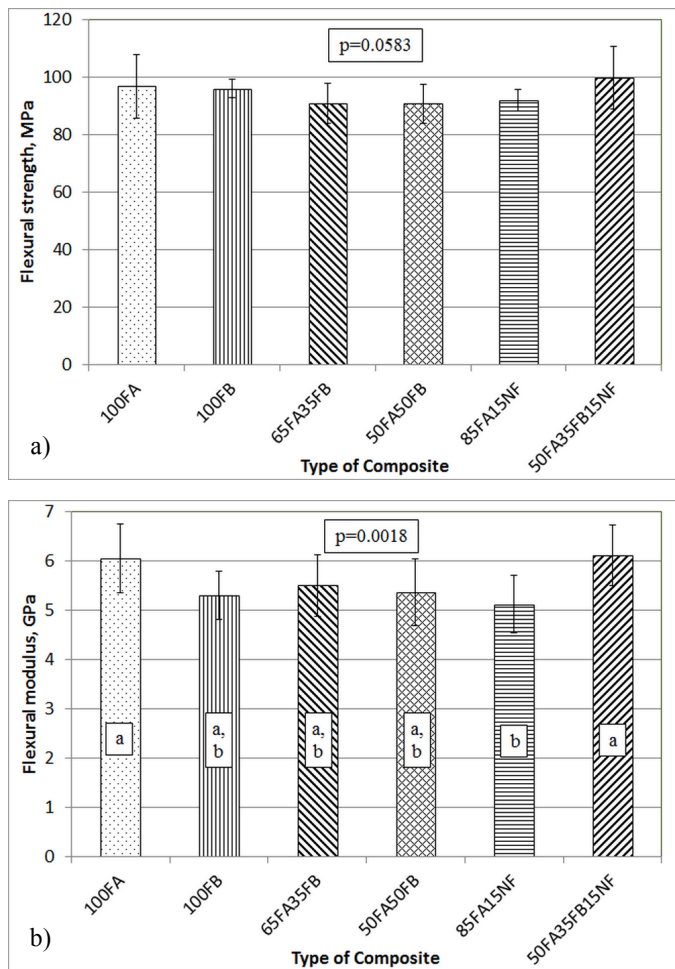 120
100
80
60
40
20
0
Flexural strength, MPa
p=0.0583
100FA
100FB
65FA35FB
50FA50FB
85FA15NF
50FA35FB15NF
a)
Type of Composite
7
6
5
4
3
2
1
0
Flexural modulus, GPa
p=0.0018
a
a,
b
a,
b
a,
b
b
a
100FA
100FB
65FA35FB
50FA50FB
85FA15NF
50FA35FB15NF
b)
Type of Composite